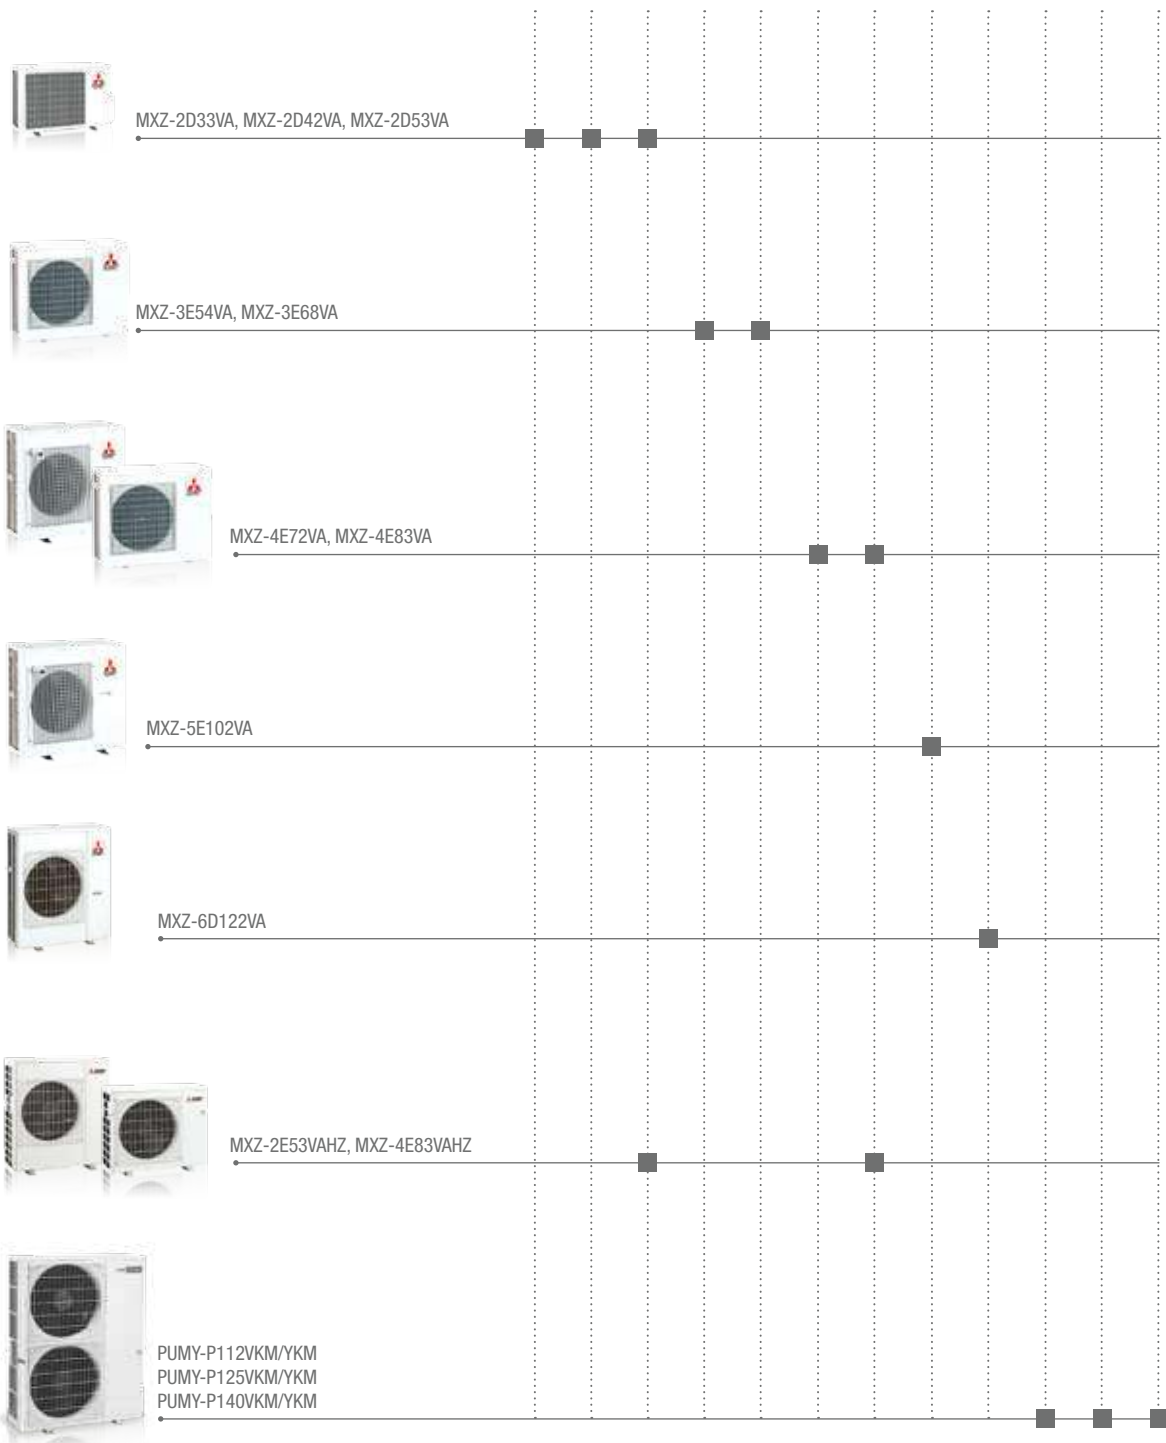 MXZ-2D33VA, MXZ-2D42VA, MXZ-2D53VA
MXZ-3E54VA, MXZ-3E68VA
MXZ-4E72VA, MXZ-4E83VA
MXZ-5E102VA
MXZ-6D122VA
MXZ-2E53VAHZ, MXZ-4E83VAHZ
PUMY-P112VKM/YKM
PUMY-P125VKM/YKM
PUMY-P140VKM/YKM